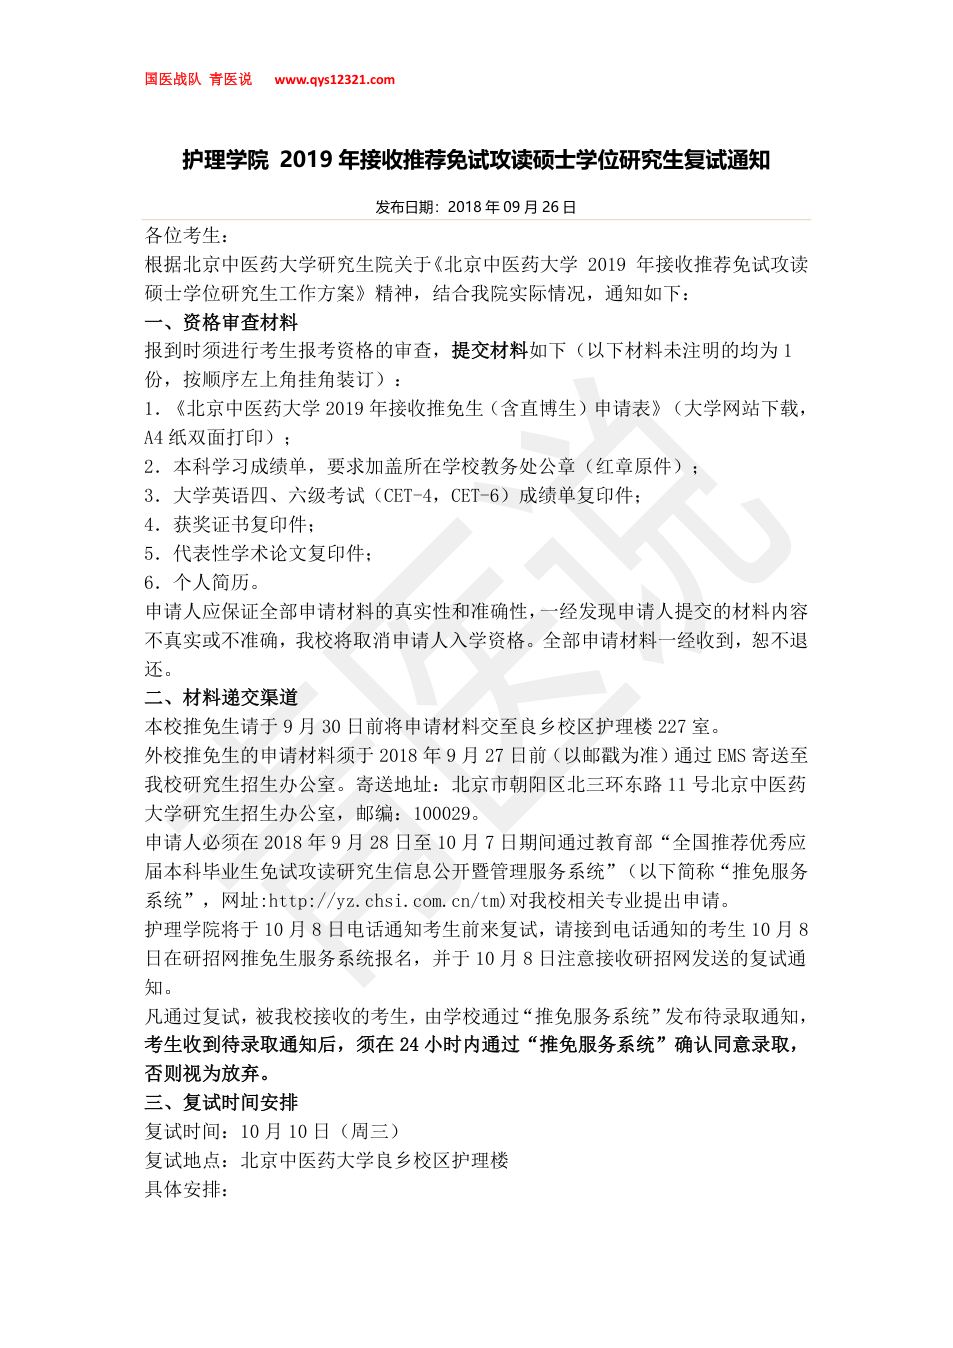 国医战队 青医说 www.qys12321.com
护理学院 2019 年接收推荐免试攻读硕士学位研究生复试通知
发布日期：2018 年 09 月 26 日
各位考生：
根据北京中医药大学研究生院关于《北京中医药大学 2019 年接收推荐免试攻读
硕士学位研究生工作方案》精神，结合我院实际情况，通知如下：
一、资格审查材料
报到时须进行考生报考资格的审查，提交材料如下（以下材料未注明的均为 1
份，按顺序左上角挂角装订）：
1.《北京中医药大学 2019 年接收推免生（含直博生）申请表》（大学网站下载，
A4 纸双面打印）；
2．本科学习成绩单，要求加盖所在学校教务处公章（红章原件）；
3．大学英语四、六级考试（CET-4，CET-6）成绩单复印件；
4．获奖证书复印件；
5．代表性学术论文复印件；
6．个人简历。
申请人应保证全部申请材料的真实性和准确性，一经发现申请人提交的材料内容
不真实或不准确，我校将取消申请人入学资格。全部申请材料一经收到，恕不退
还。
二、材料递交渠道
本校推免生请于 9 月 30 日前将申请材料交至良乡校区护理楼 227 室。
外校推免生的申请材料须于 2018 年 9 月 27 日前（以邮戳为准）通过 EMS 寄送至
我校研究生招生办公室。寄送地址：北京市朝阳区北三环东路 11 号北京中医药
大学研究生招生办公室，邮编：100029。
申请人必须在 2018 年 9 月 28 日至 10 月 7 日期间通过教育部“全国推荐优秀应
届本科毕业生免试攻读研究生信息公开暨管理服务系统”（以下简称“推免服务
系统”，网址:http://yz.chsi.com.cn/tm)对我校相关专业提出申请。
护理学院将于 10 月 8 日电话通知考生前来复试，请接到电话通知的考生 10 月 8
日在研招网推免生服务系统报名，并于 10 月 8 日注意接收研招网发送的复试通
知。
凡通过复试，被我校接收的考生，由学校通过“推免服务系统”发布待录取通知，
考生收到待录取通知后，须在 24 小时内通过“推免服务系统”确认同意录取，
否则视为放弃。
三、复试时间安排
复试时间：10 月 10 日（周三）
复试地点：北京中医药大学良乡校区护理楼
具体安排：
青医说